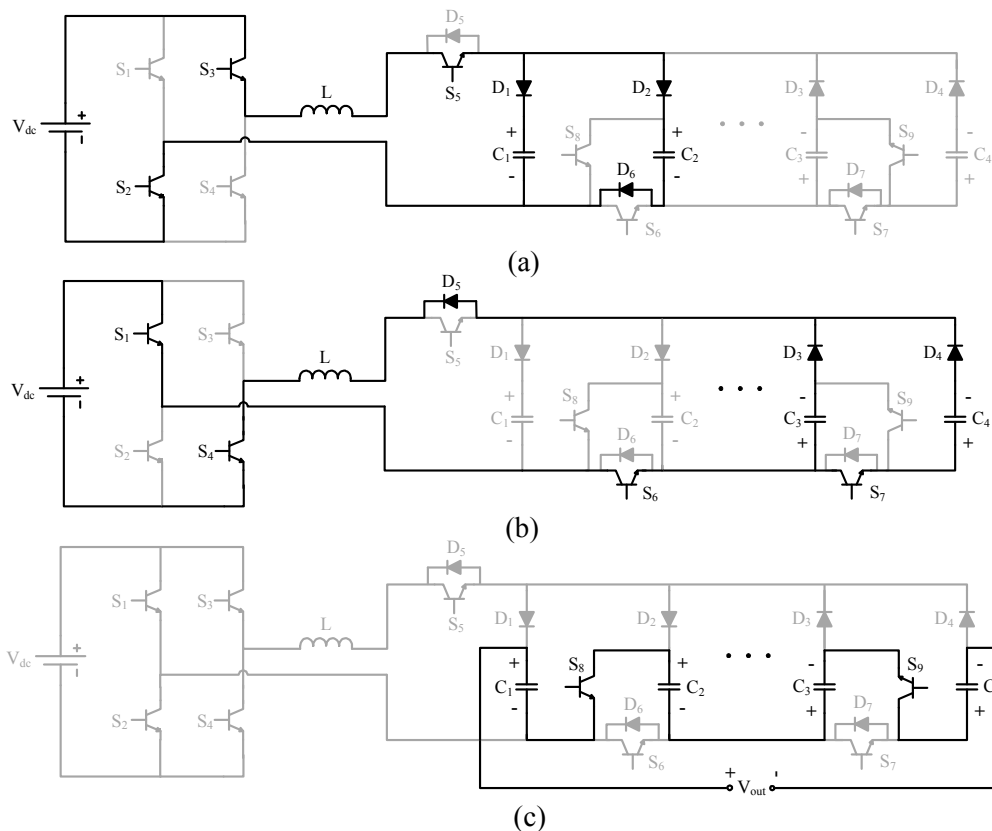 D5
S1 S3 S5 D1 D2 D3 D4
+ Vdc -
L
S8 + + • • • - S9 -
C1 C2 C3 C4
- D6 - + D7 +
S2 S4 S6 S7
(a)
D5
S1 S3 S5 D1 D2 D3 D4
+ Vdc -
L
S8 + + • • • - S9 -
C1 C2 C3 C4
- D6 - + D7 +
S2 S4 S6 S7
(b)
D5
S1 S3 S5 D1 D2 D3 D4
+ Vdc -
L
+ S8 + • • • - S9 -
C1 C2 C3 C
- D6 - + D7 +
S2 S4 S6 S7
+ Vout -
(c)